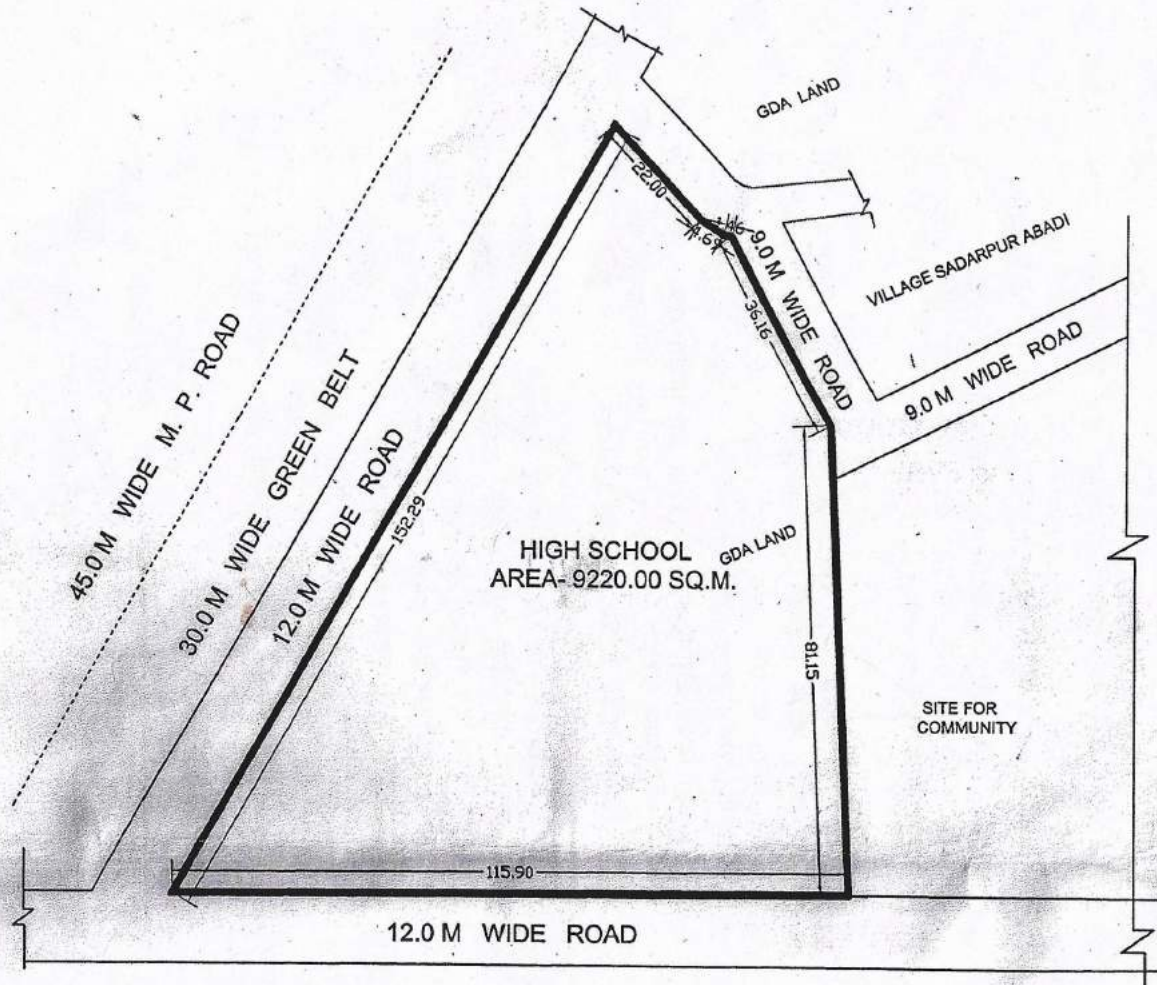 GDA LAND
22.00
9.0 M WIDE ROAD
VILLAGE SADARPUR ABADI
36.16
9.0 M WIDE ROAD
45.0 M WIDE M. P. ROAD
30.0 M WIDE GREEN BELT
12.0 M WIDE ROAD
152.29
HIGH SCHOOL
AREA- 9220.00 SQ.M.
GDA LAND
81.15
SITE FOR
COMMUNITY
115.90
12.0 M WIDE ROAD